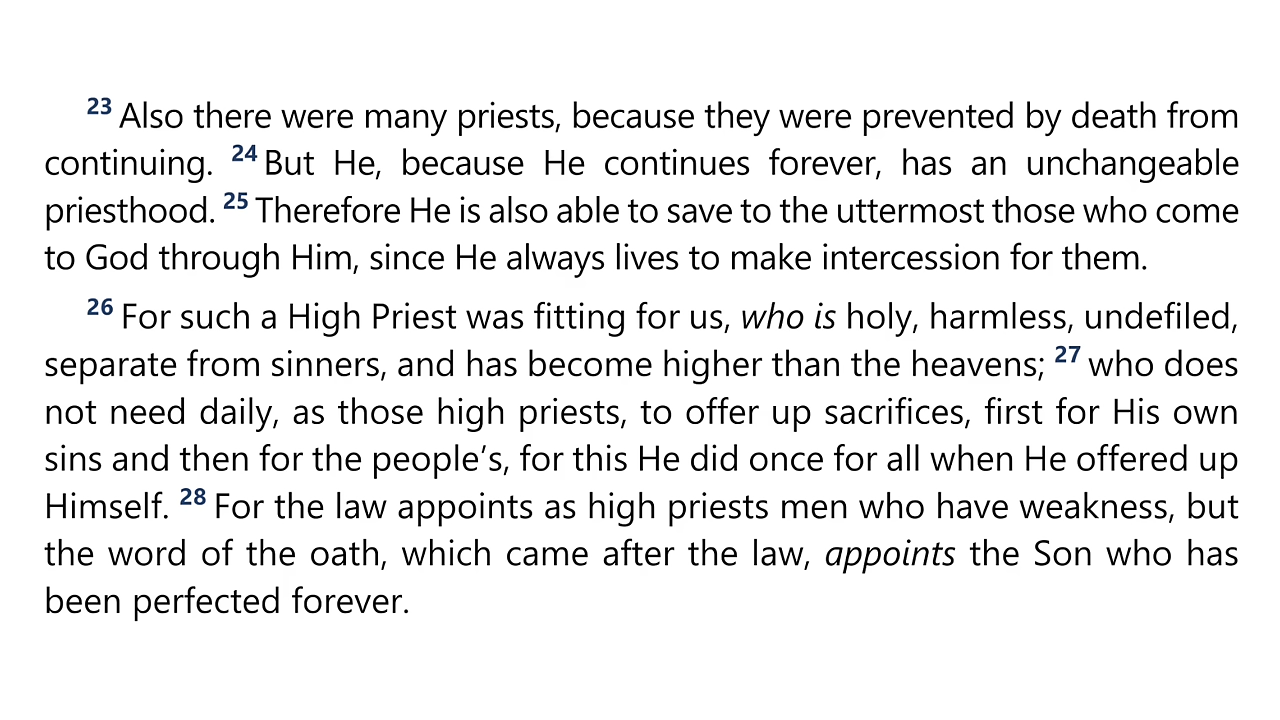 23 Also there were many priests, because they were prevented by death from
continuing. 24 But He, because He continues forever, has an unchangeable
priesthood. 25 Therefore He is also able to save to the uttermost those who come
to God through Him, since He always lives to make intercession for them.
26 For such a High Priest was fitting for us, who is holy, harmless, undefiled,
separate from sinners, and has become higher than the heavens; 27 who does
not need daily, as those high priests, to offer up sacrifices, first for His own
sins and then for the people’s, for this He did once for all when He offered up
Himself. 28 For the law appoints as high priests men who have weakness, but
the word of the oath, which came after the law, appoints the Son who has
been perfected forever.